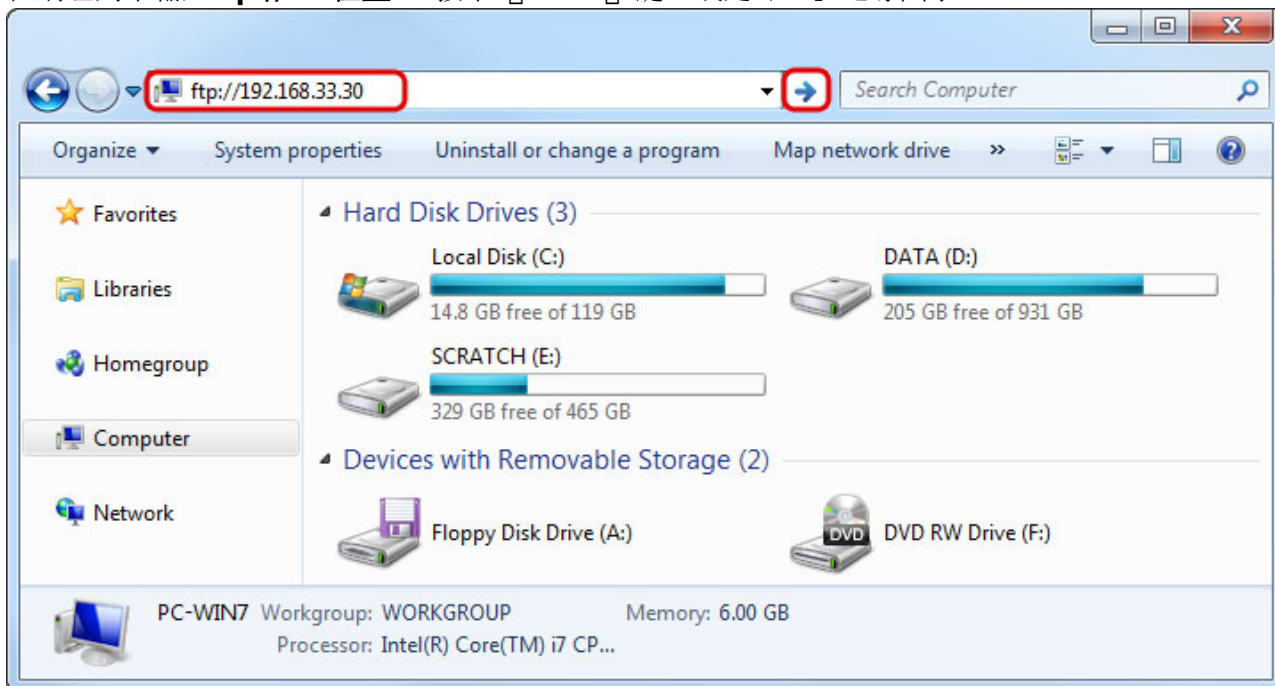 ftp://192.168.33.30
Search Computer
Organize System properties Uninstall or change a program Map network drive »
Favorites
Libraries
Homegroup
Computer
Network
Hard Disk Drives (3)
Local Disk (C:)
14.8 GB free of 119 GB
DATA (D:)
205 GB free of 931 GB
SCRATCH (E:)
329 GB free of 465 GB
Devices with Removable Storage (2)
Floppy Disk Drive (A:)
DVD
DVD RW Drive (F:)
PC-WIN7 Workgroup: WORKGROUP Memory: 6.00 GB
Processor: Intel(R) Core(TM) i7 CP...